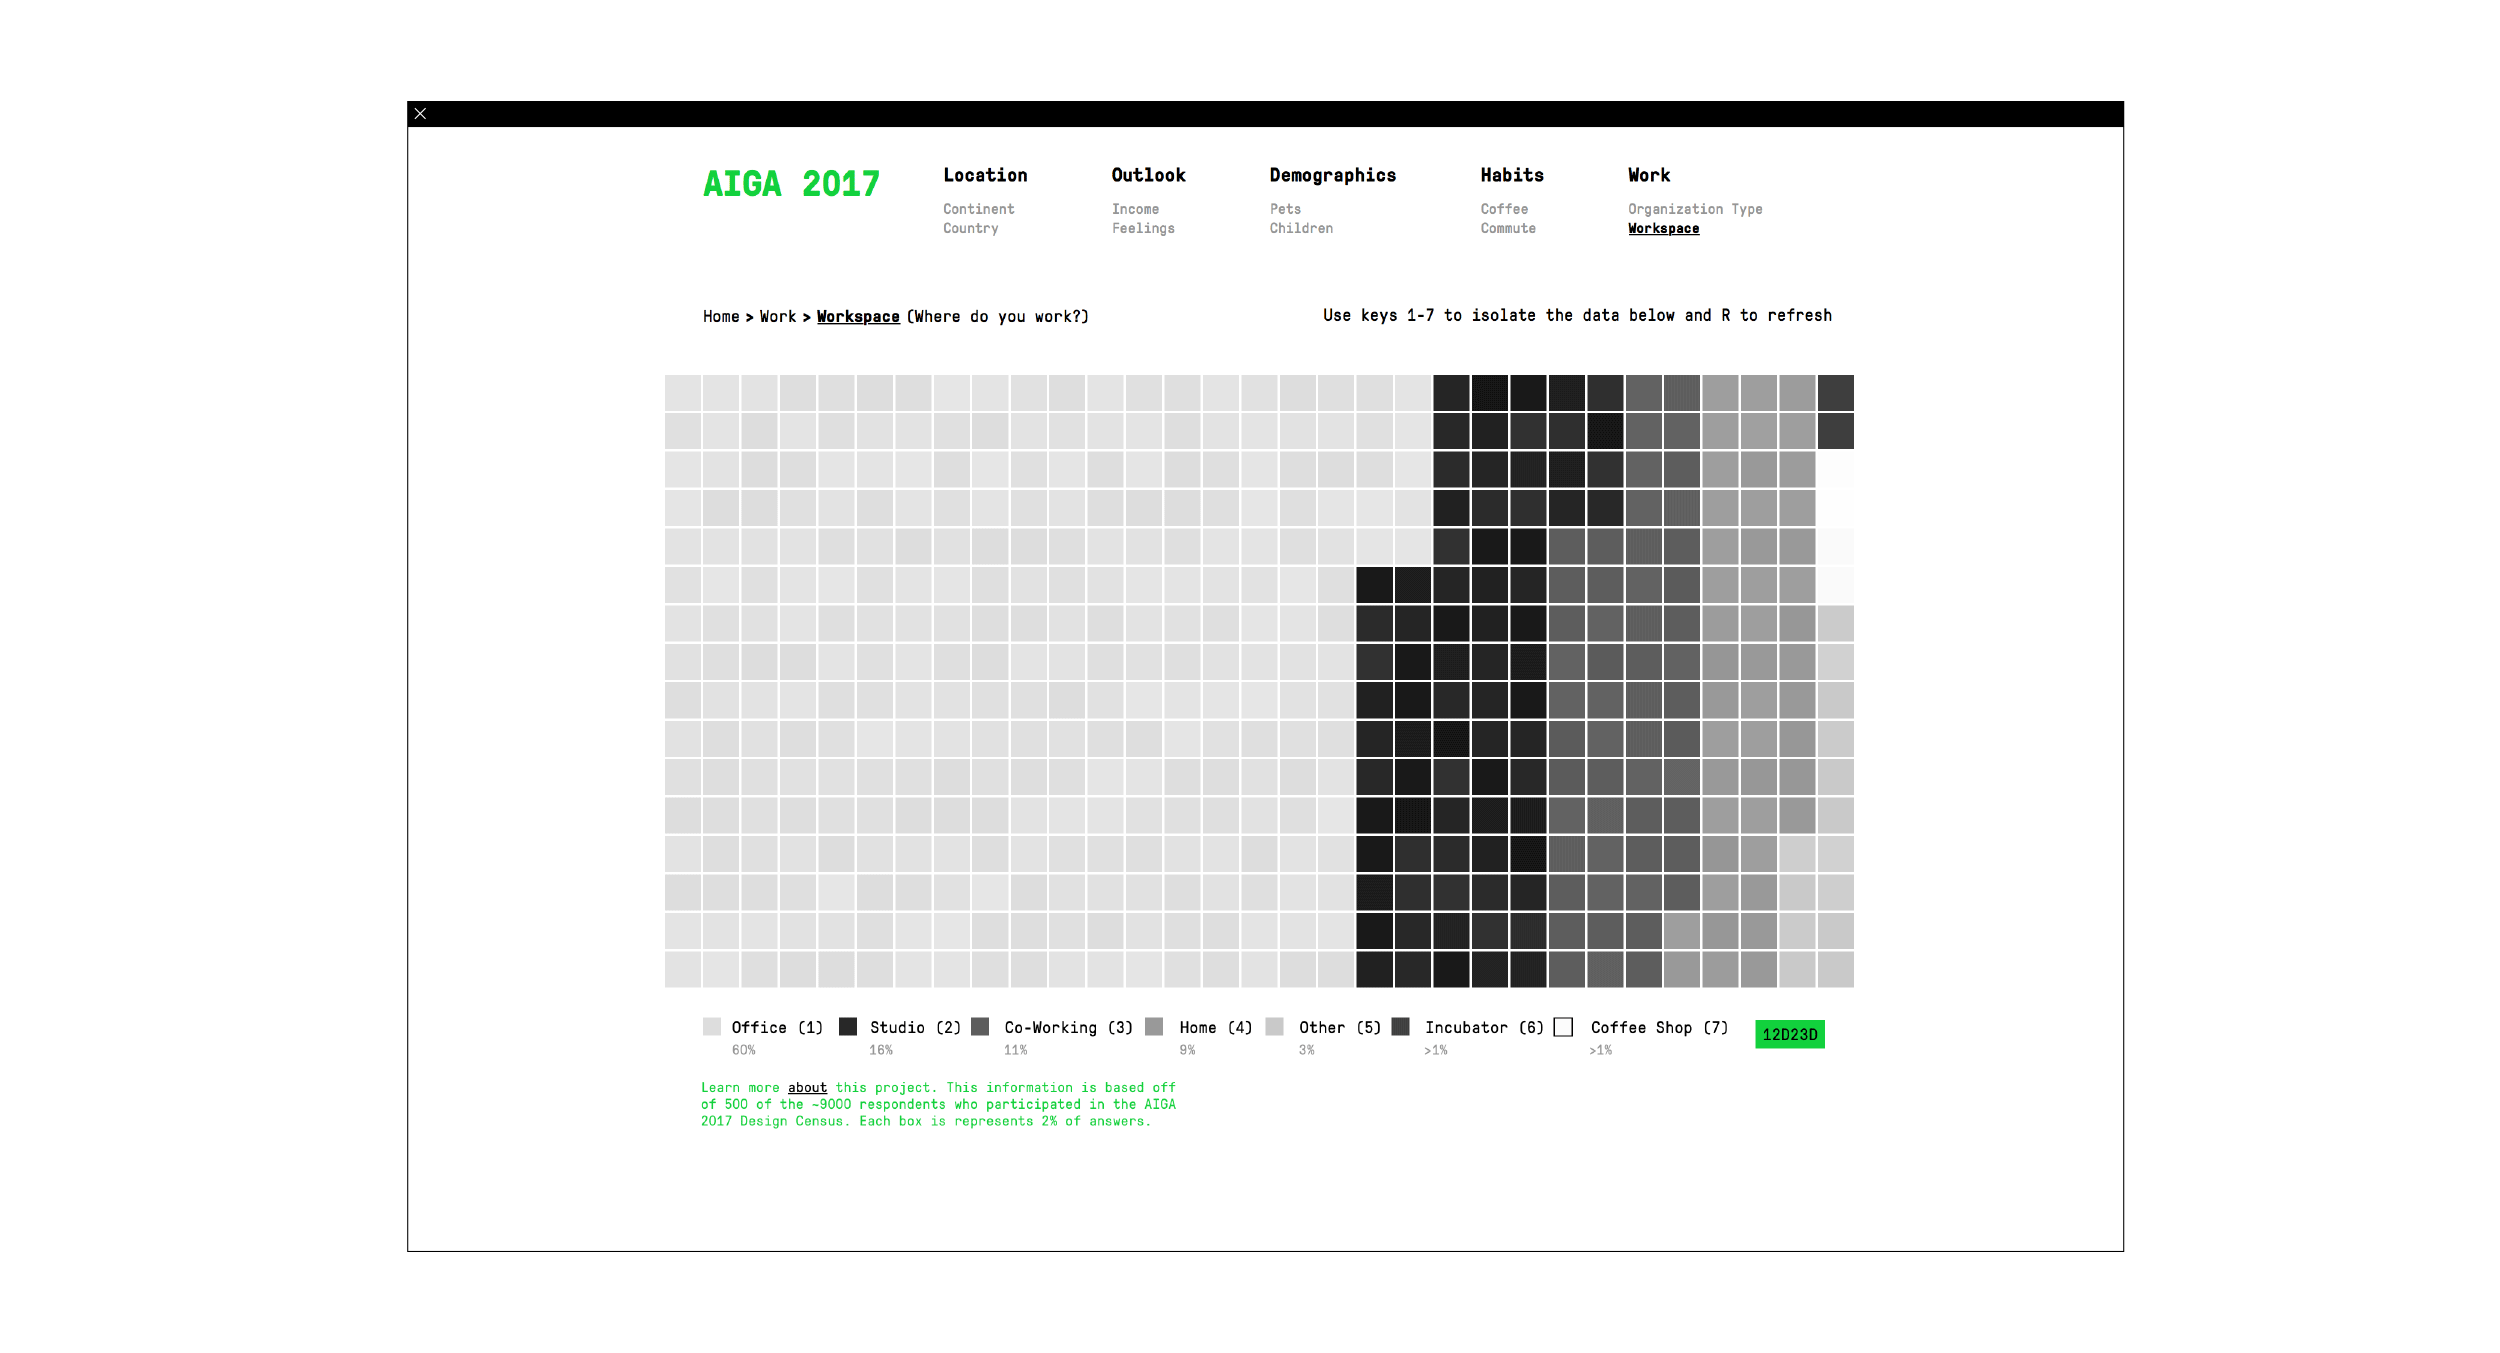 AIGA 2017
Location
Continent
Country
Outlook
Income
Feelings
Demographics
Pets
Children
Habits
Coffee
Commute
Work
Organization Type
Workspace
Home > Work > Workspace (Where do you work?)
Use keys 1-7 to isolate the data below and R to refresh
Office (1)
60%
Studio (2)
16%
Co-Working (3)
11%
Home (4)
9%
Other (5)
3%
Incubator (6)
>1%
Coffee Shop (7)
>1%
12D23D
Learn more about this project. This information is based off
of 500 of the ~9000 respondents who participated in the AIGA
2017 Design Census. Each box is represents 2% of answers.